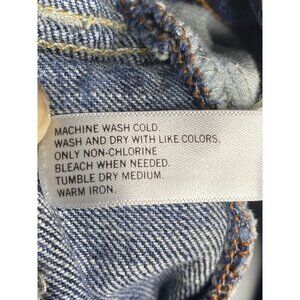 MACHINE WASH COLD.
WASH AND DRY WITH LIKE COLORS.
ONLY NON-CHLORINE
BLEACH WHEN NEEDED.
TUMBLE DRY MEDIUM.
WARM IRON.